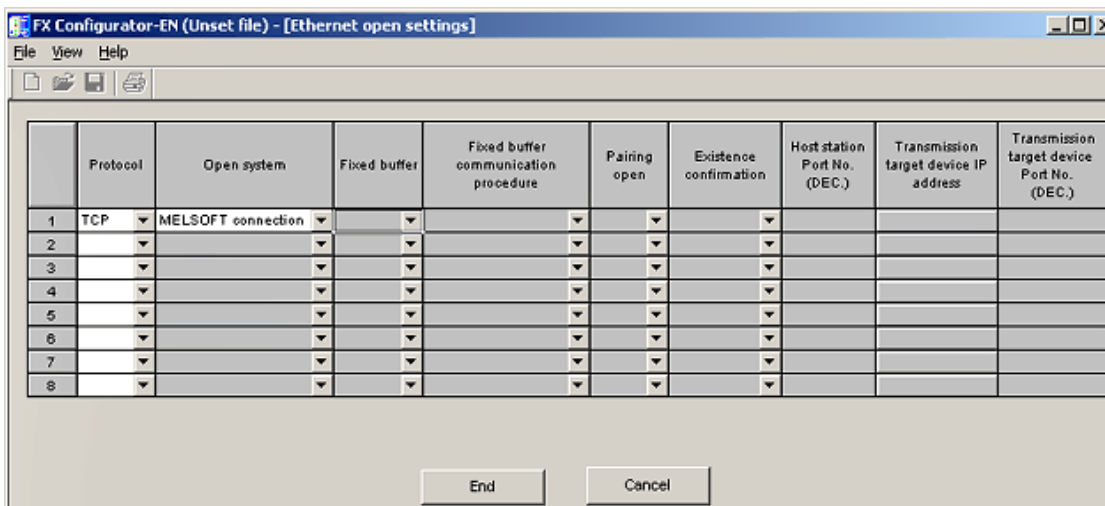 FX Configurator-EN (Unset file) - [Ethernet open settings]
File View Help
Protocol
Open system
Fixed buffer
Fixed buffer
communication
procedure
Pairing
open
Existence
confirmation
Host station
Port No.
(DEC.)
Transmission
target device IP
address
Transmission
target device
Port No.
(DEC.)
1 TCP MELSOFT connection
2
3
4
5
6
7
8
End Cancel